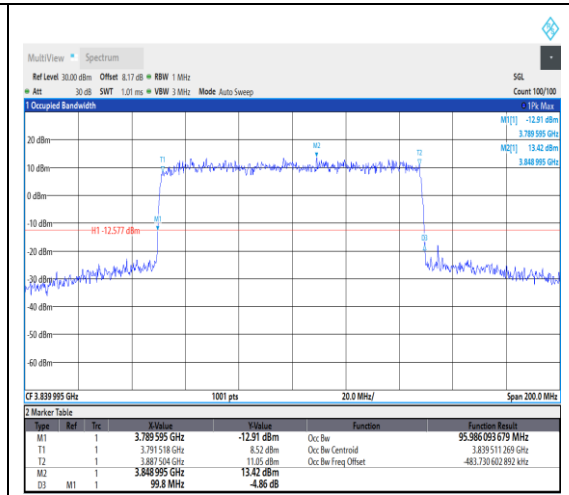 MultiView * Spectrum
Ref Level 30.00 dBm Offset 8.17 dB RBW 1 MHz SGL
Att 30 dB SWT 1.01 ms VBW 3 MHz Mode Auto Sweep Count 100/100
1 Occupied Bandwidth 1Pk Max
M1[1] -12.91 dBm
3.789 595 GHz
M2[1] 13.42 dBm
3.848 995 GHz
20 dBm
M2
T1
T2
10 dBm
0 dBm
-10 dBm
M1
H1 -12.577 dBm
D3
-20 dBm
-30 dBm
-40 dBm
-50 dBm
-60 dBm
CF 3.839 995 GHz 1001 pts 20.0 MHz/ Span 200.0 MHz
2 Marker Table
Type Ref Trc X-Value Y-Value Function Function Result
M1 1 3.789 595 GHz -12.91 dBm Occ Bw 95.986 093 679 MHz
T1 1 3.791 518 GHz 8.52 dBm Occ Bw Centroid 3.839 511 269 GHz
T2 1 3.887 504 GHz 11.05 dBm Occ Bw Freq Offset -483.730 602 892 kHz
M2 1 3.848 995 GHz 13.42 dBm
D3 M1 1 99.8 MHz -4.86 dB